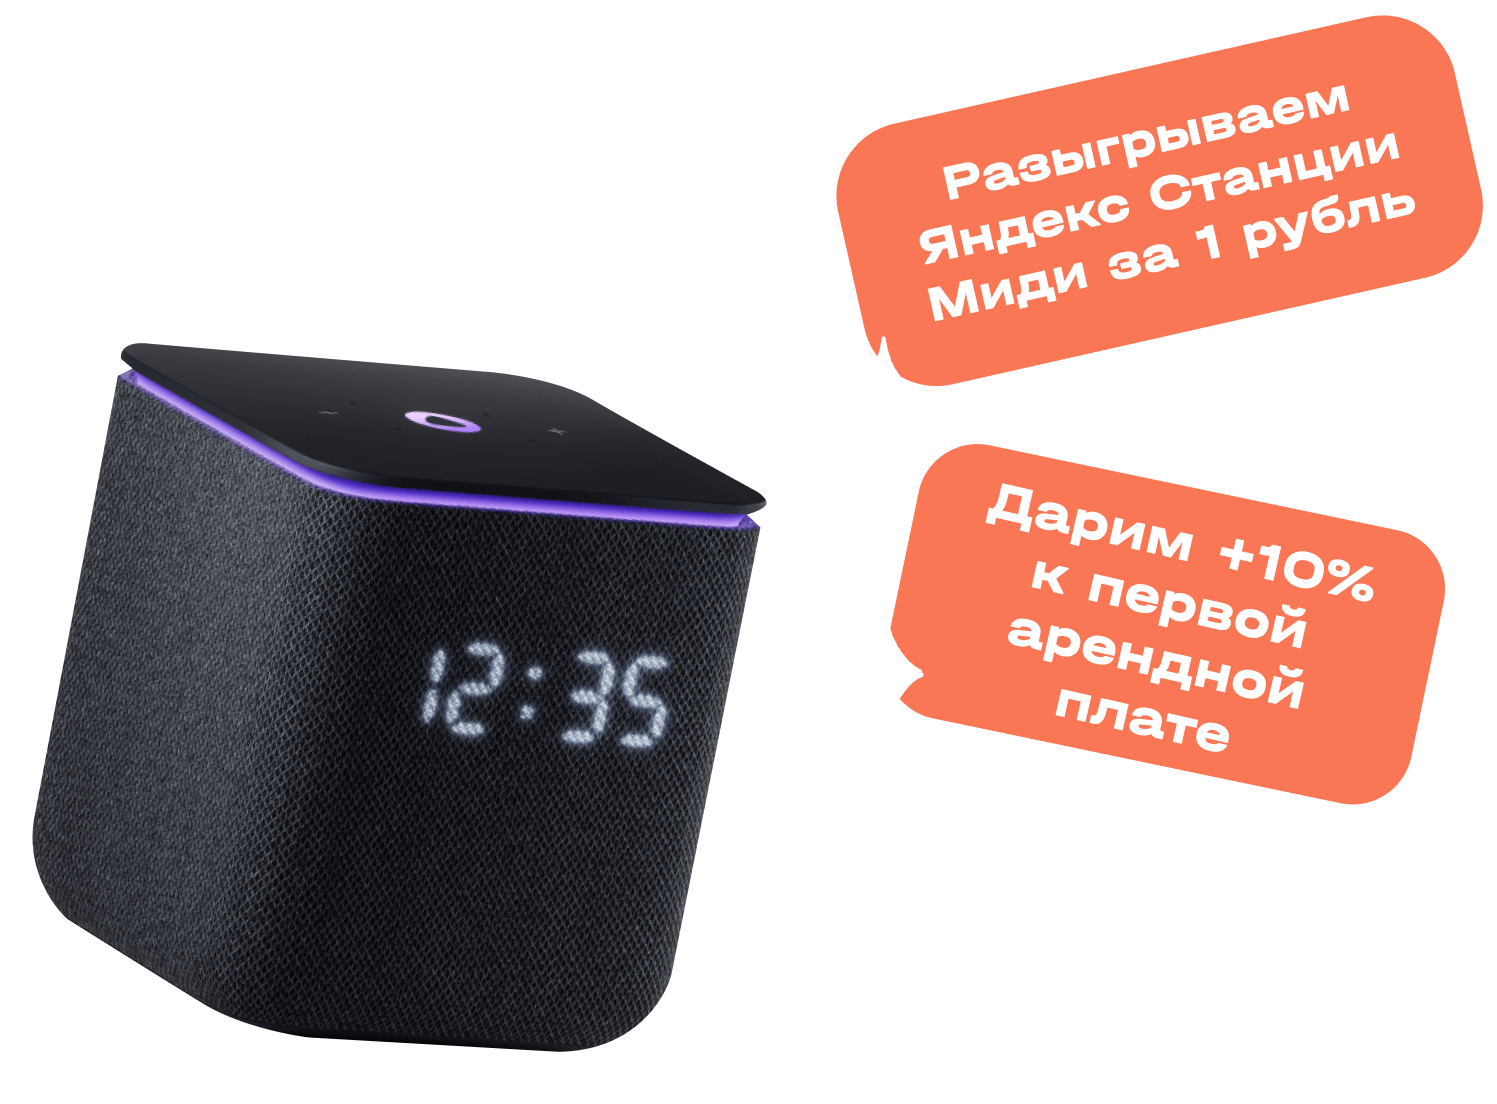 Разыгрываем
Яндекс Станции
Миди за 1 рубль
12:35
Дарим +10%
к первой
арендной
плате